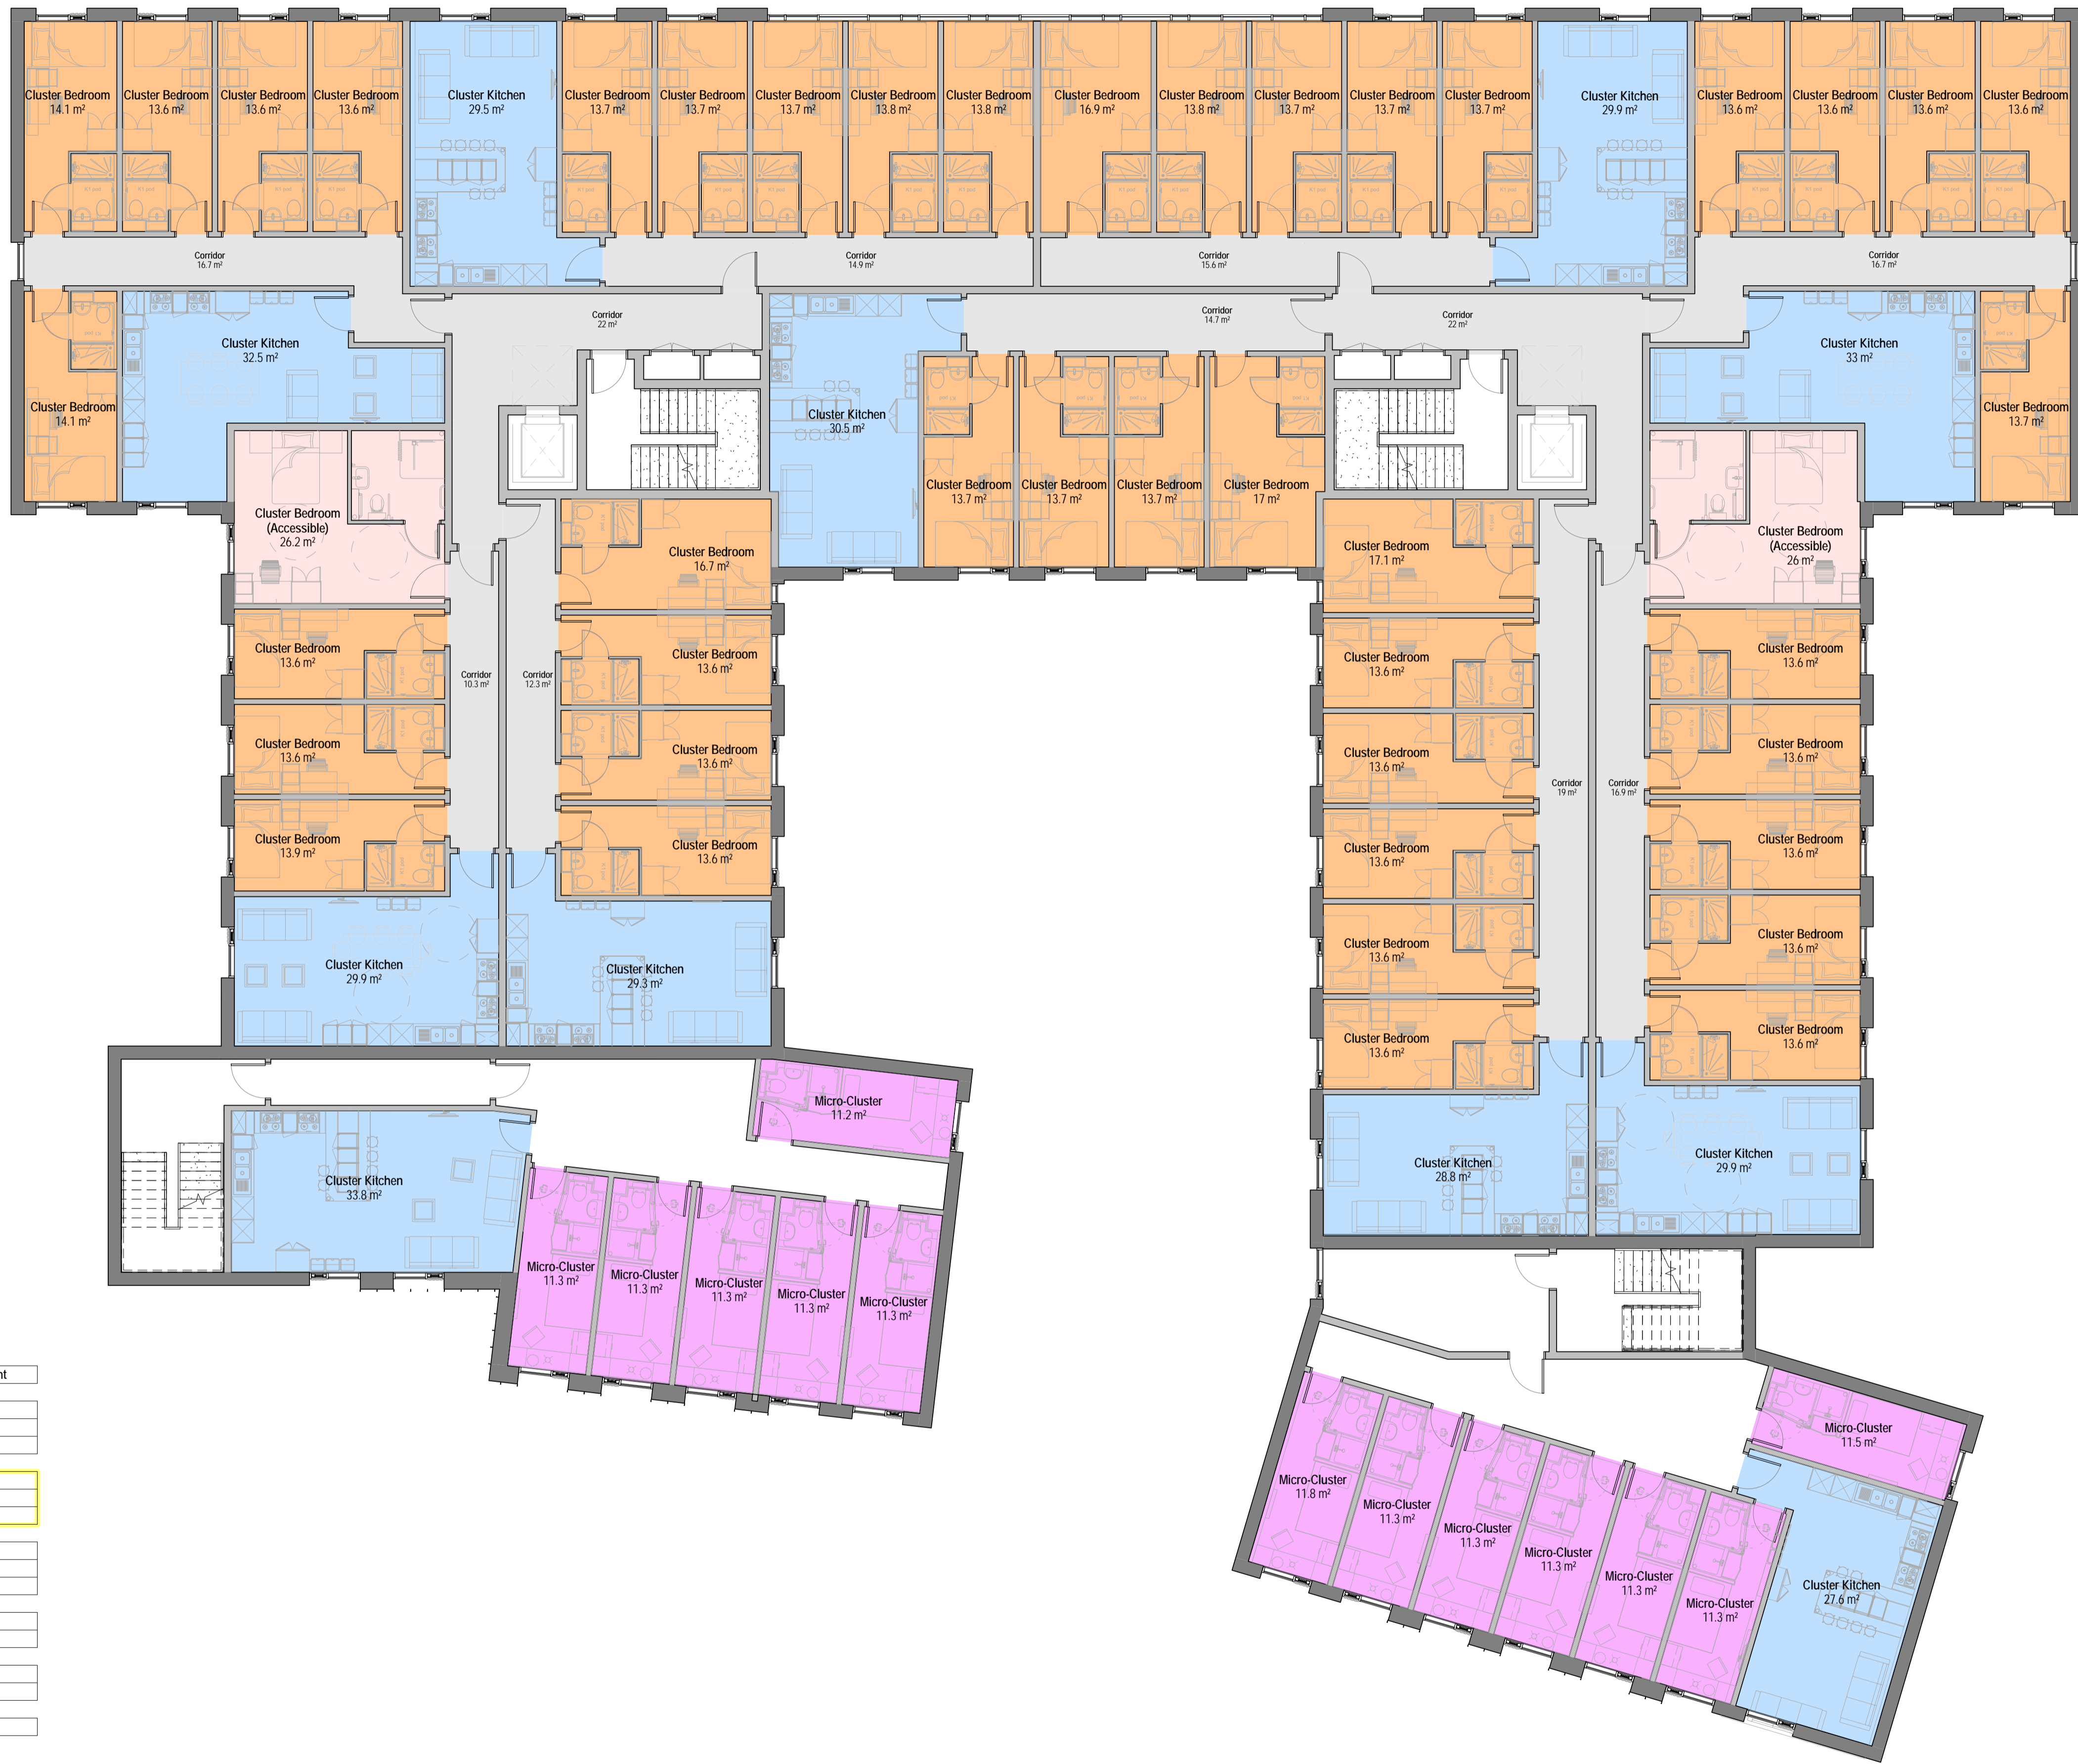 Cluster Bedroom
14.1 m²
Cluster Bedroom
13.6 m²
Cluster Bedroom
13.6 m²
Cluster Bedroom
13.6 m²
Cluster Kitchen
29.5 m²
Cluster Bedroom
13.7 m²
Cluster Bedroom
13.7 m²
Cluster Bedroom
13.7 m²
Cluster Bedroom
13.8 m²
Cluster Bedroom
13.8 m²
Cluster Bedroom
16.9 m²
Cluster Bedroom
13.8 m²
Cluster Bedroom
13.7 m²
Cluster Bedroom
13.7 m²
Cluster Bedroom
13.7 m²
Cluster Kitchen
29.9 m²
Cluster Bedroom
13.6 m²
Cluster Bedroom
13.6 m²
Cluster Bedroom
13.6 m²
Cluster Bedroom
13.6 m²
Corridor
16.7 m²
Corridor
14.9 m²
Corridor
15.6 m²
Corridor
16.7 m²
Corridor
22 m²
Corridor
14.7 m²
Corridor
22 m²
Cluster Kitchen
32.5 m²
Cluster Kitchen
33 m²
Cluster Bedroom
14.1 m²
Cluster Kitchen
30.5 m²
Cluster Bedroom
13.7 m²
Cluster Bedroom
13.7 m²
Cluster Bedroom
13.7 m²
Cluster Bedroom
13.7 m²
Cluster Bedroom
17 m²
Cluster Bedroom
(Accessible)
26.2 m²
Cluster Bedroom
16.7 m²
Cluster Bedroom
17.1 m²
Cluster Bedroom
(Accessible)
26 m²
Cluster Bedroom
13.6 m²
Cluster Bedroom
13.6 m²
Cluster Bedroom
13.6 m²
Cluster Bedroom
13.6 m²
Corridor
10.3 m²
Corridor
12.3 m²
Cluster Bedroom
13.6 m²
Cluster Bedroom
13.6 m²
Cluster Bedroom
13.6 m²
Cluster Bedroom
13.6 m²
Corridor
19 m²
Corridor
16.9 m²
Cluster Bedroom
13.9 m²
Cluster Bedroom
13.6 m²
Cluster Bedroom
13.6 m²
Cluster Bedroom
13.6 m²
Cluster Bedroom
13.6 m²
Cluster Bedroom
13.6 m²
Cluster Kitchen
29.9 m²
Cluster Kitchen
29.3 m²
Cluster Bedroom
13.6 m²
Cluster Bedroom
13.6 m²
Micro-Cluster
11.2 m²
Cluster Kitchen
33.8 m²
Cluster Kitchen
28.8 m²
Cluster Kitchen
29.9 m²
Micro-Cluster
11.3 m²
Micro-Cluster
11.3 m²
Micro-Cluster
11.3 m²
Micro-Cluster
11.3 m²
Micro-Cluster
11.3 m²
Micro-Cluster
11.5 m²
Micro-Cluster
11.8 m²
Micro-Cluster
11.3 m²
Micro-Cluster
11.3 m²
Micro-Cluster
11.3 m²
Micro-Cluster
11.3 m²
Micro-Cluster
11.3 m²
Cluster Kitchen
27.6 m²